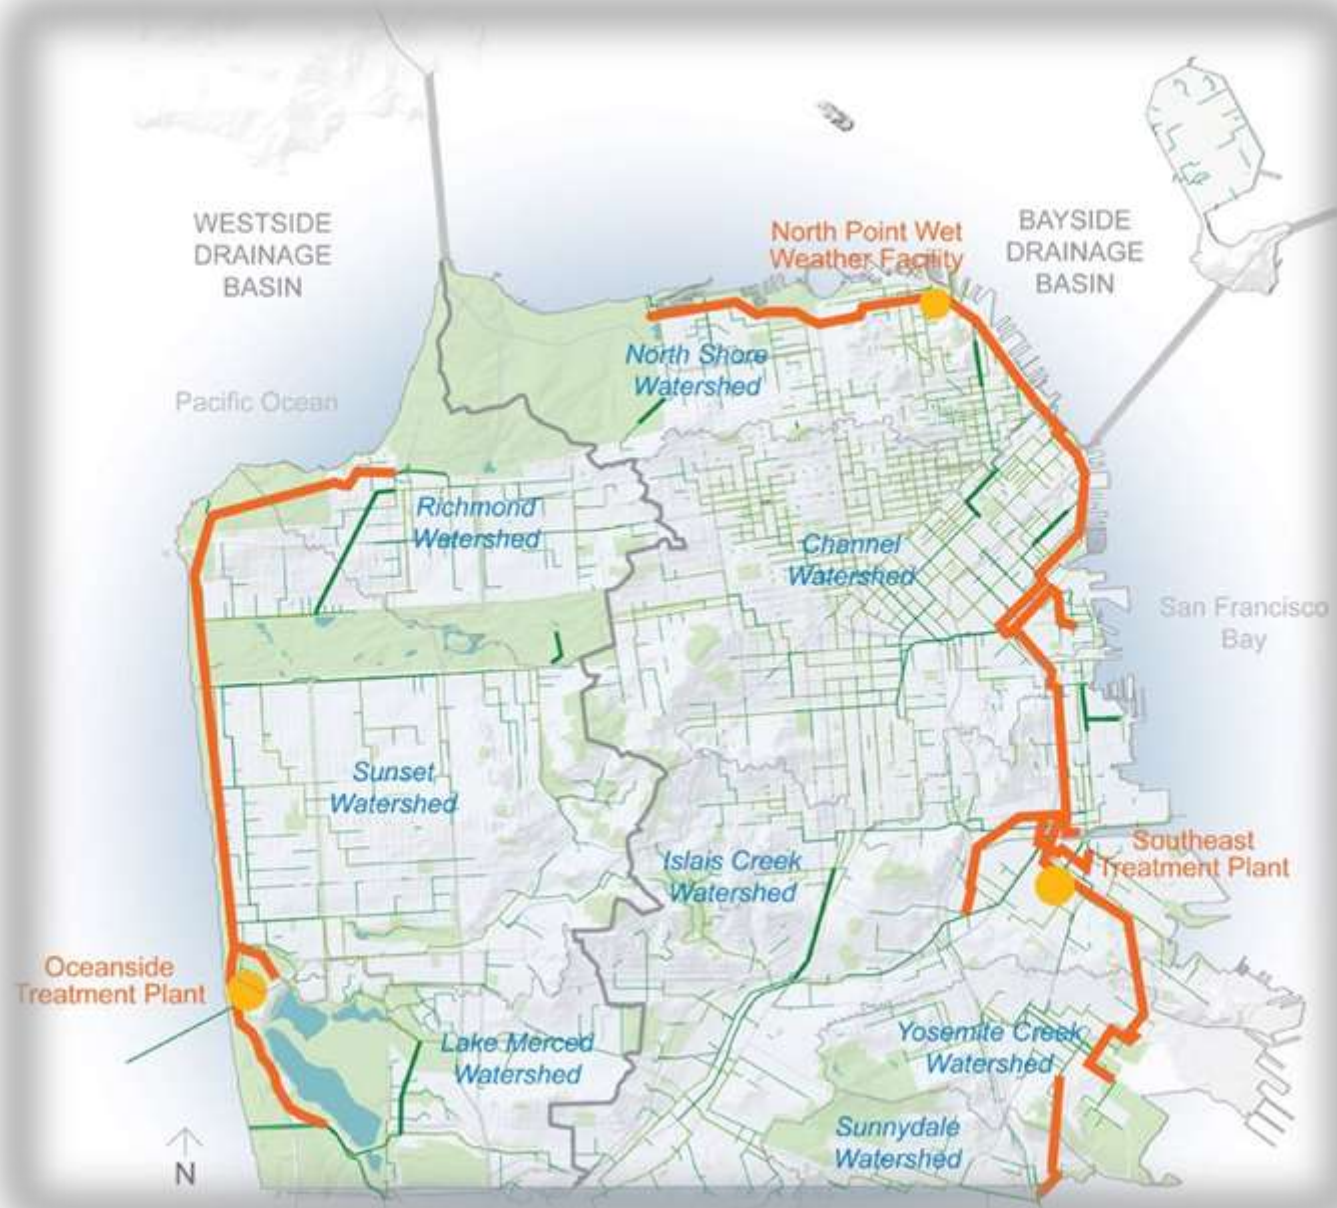 WESTSIDE
DRAINAGE
BASIN
North Point Wet
Weather Facility
BAYSIDE
DRAINAGE
BASIN
Pacific Ocean
North Shore
Watershed
Richmond
Watershed
Channel
Watershed
San Francisco
Bay
Sunset
Watershed
Islais Creek
Watershed
Southeast
Treatment Plant
Oceanside
Treatment Plant
Lake Merced
Watershed
Yosemite Creek
Watershed
Sunnydale
Watershed
N